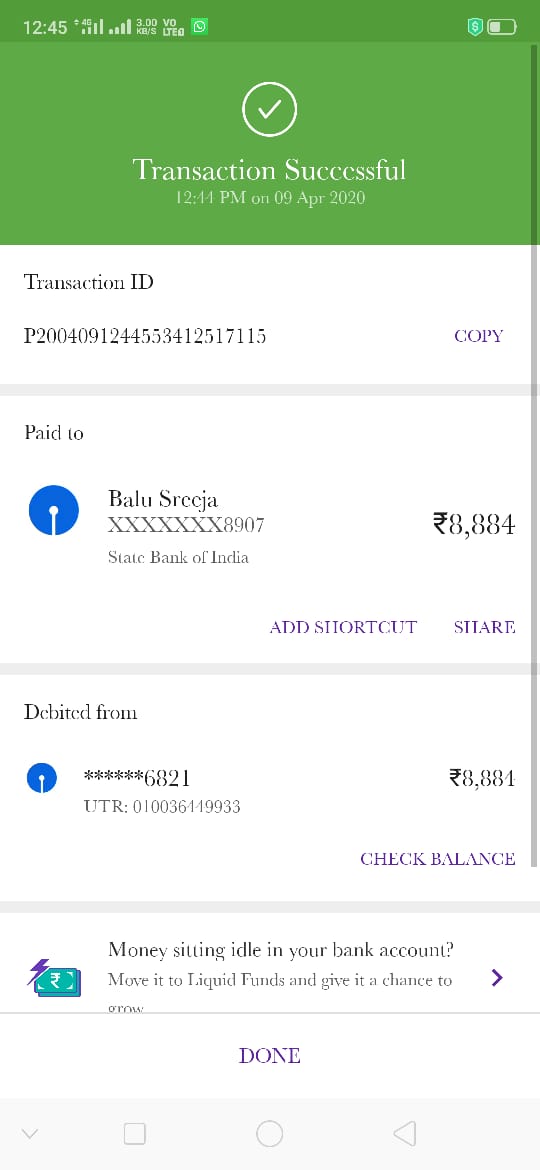 12:45 4G 3.00 KB/S VO LTE
Transaction Successful
12:44 PM on 09 Apr 2020
Transaction ID
P2004091244553412517115 COPY
Paid to
Balu Sreeja
XXXXXXX8907
₹8,884
State Bank of India
ADD SHORTCUT SHARE
Debited from
******6821 ₹8,884
UTR: 010036449933
CHECK BALANCE
Money sitting idle in your bank account?
Move it to Liquid Funds and give it a chance to
grow
DONE